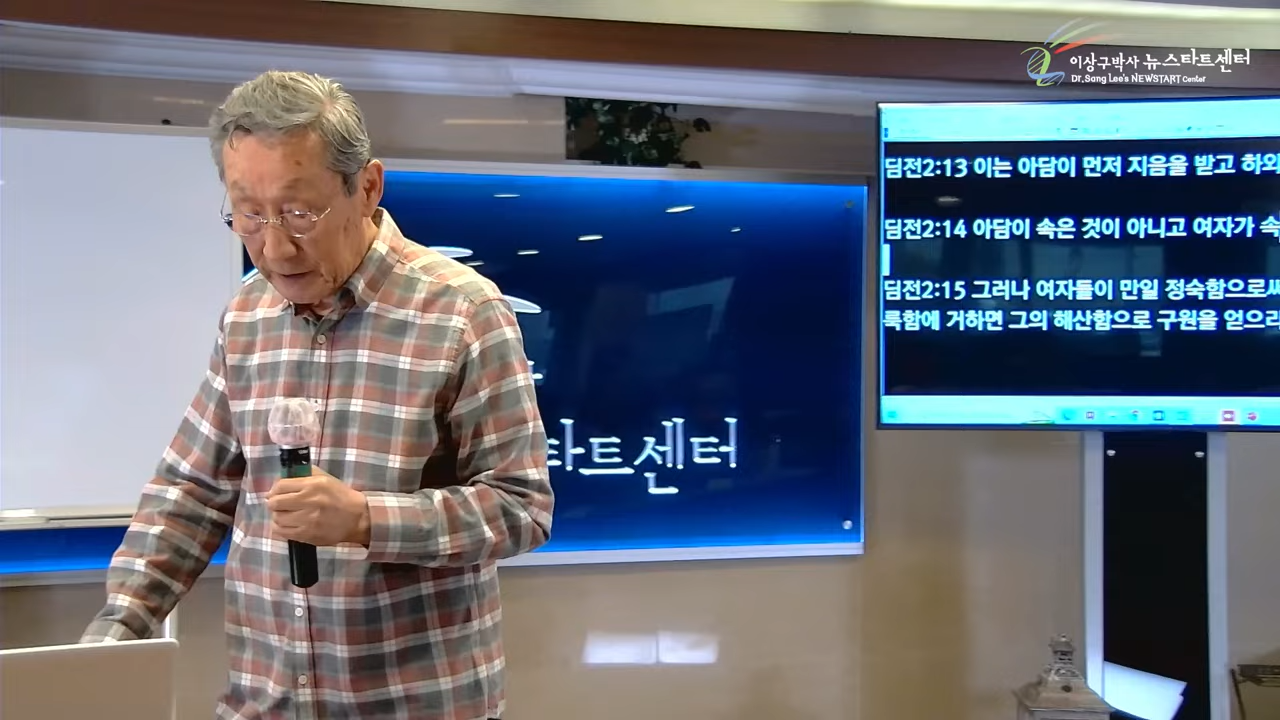 이상구박사 뉴스타트센터
Dr. Sang Lee's NEWSTART Center
딤전2:13 이는 아담이 먼저 지음을 받고 하와
딤전2:14 아담이 속은 것이 아니고 여자가 속
딤전2:15 그러나 여자들이 만일 정숙함으로써
룩함에 거하면 그의 해산함으로 구원을 얻으리
타트센터